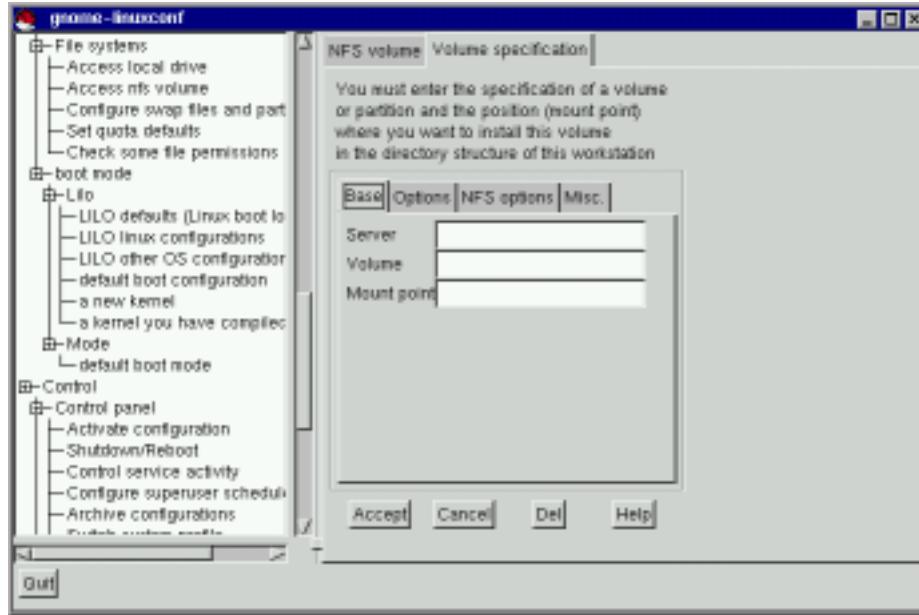 gnome-linuxconf
File systems
Access local drive
Access nfs volume
Configure swap files and part
Set quota defaults
Check some file permissions
boot mode
Lilo
LILO defaults (Linux boot lo
LILO linux configurations
LILO other OS configuration
default boot configuration
a new kernel
a kernel you have compiled
Mode
default boot mode
Control
Control panel
Activate configuration
Shutdown/Reboot
Control service activity
Configure superuser schedul
Archive configurations
Switch system profile
NFS volume Volume specification
You must enter the specification of a volume
or partition and the position (mount point)
where you want to install this volume
in the directory structure of this workstation
Base Options NFS options Misc.
Server
Volume
Mount point
Accept Cancel Del Help
Quit